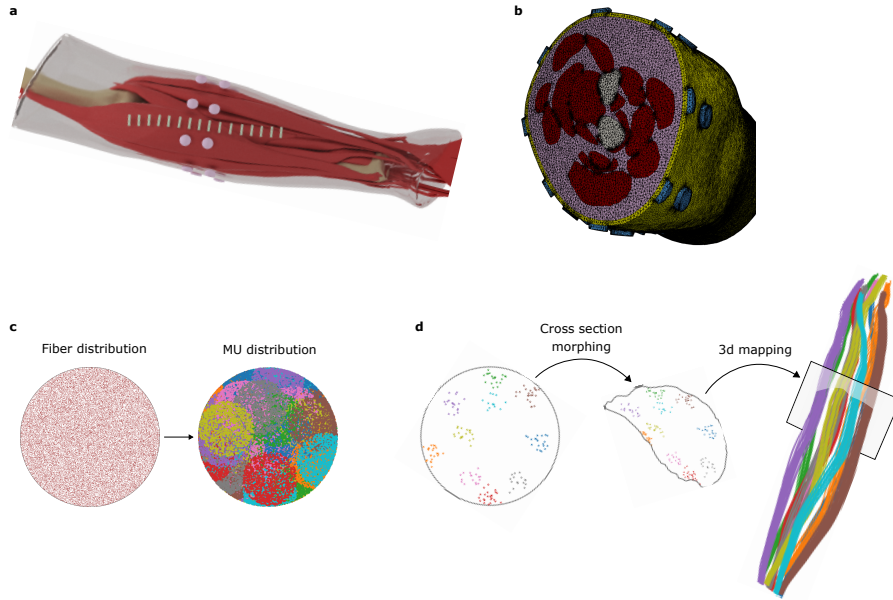 a
b
c
Fiber distribution
MU distribution
d
Cross section
morphing
3d mapping